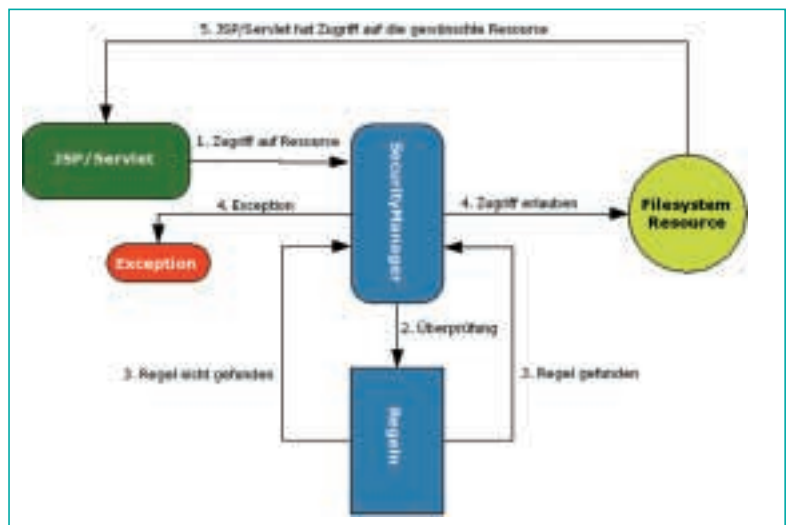 5. JSP/Servlet hat Zugriff auf die gewünschte Resource
JSP/Servlet
1. Zugriff auf Resource
SecurityManager
4. Exception
4. Zugriff erlauben
Filesystem
Resource
Exception
2. Überprüfung
3. Regel nicht gefunden
3. Regel gefunden
Regeln